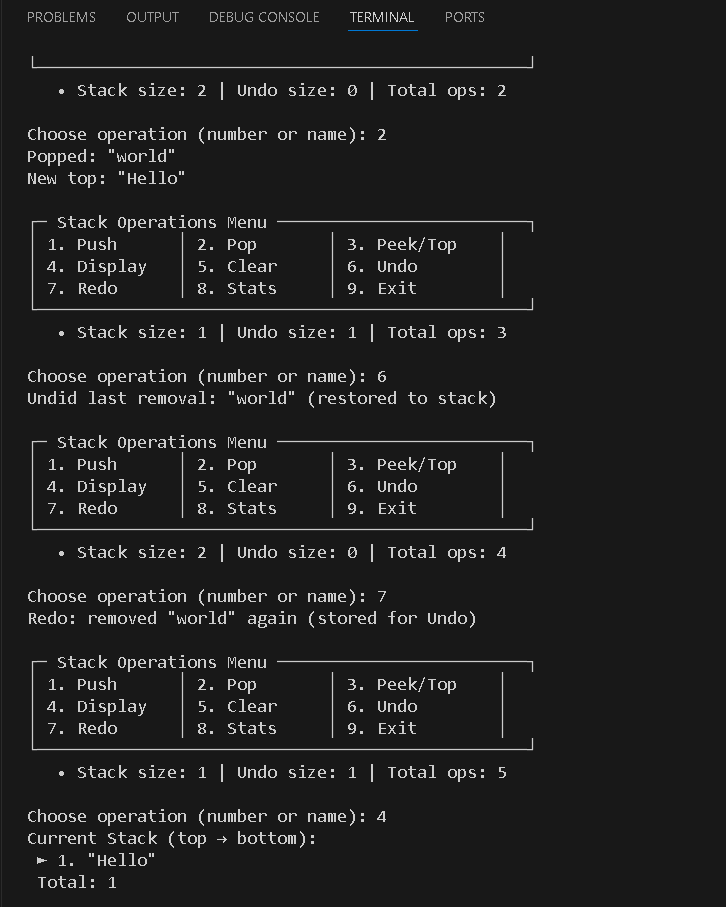 PROBLEMS OUTPUT DEBUG CONSOLE TERMINAL PORTS
• Stack size: 2 | Undo size: 0 | Total ops: 2
Choose operation (number or name): 2
Popped: "world"
New top: "Hello"
Stack Operations Menu
1. Push │ 2. Pop │ 3. Peek/Top │
4. Display │ 5. Clear │ 6. Undo │
7. Redo │ 8. Stats │ 9. Exit │
• Stack size: 1 | Undo size: 1 | Total ops: 3
Choose operation (number or name): 6
Undid last removal: "world" (restored to stack)
Stack Operations Menu
1. Push │ 2. Pop │ 3. Peek/Top │
4. Display │ 5. Clear │ 6. Undo │
7. Redo │ 8. Stats │ 9. Exit │
• Stack size: 2 | Undo size: 0 | Total ops: 4
Choose operation (number or name): 7
Redo: removed "world" again (stored for Undo)
Stack Operations Menu
1. Push │ 2. Pop │ 3. Peek/Top │
4. Display │ 5. Clear │ 6. Undo │
7. Redo │ 8. Stats │ 9. Exit │
• Stack size: 1 | Undo size: 1 | Total ops: 5
Choose operation (number or name): 4
Current Stack (top → bottom):
► 1. "Hello"
Total: 1